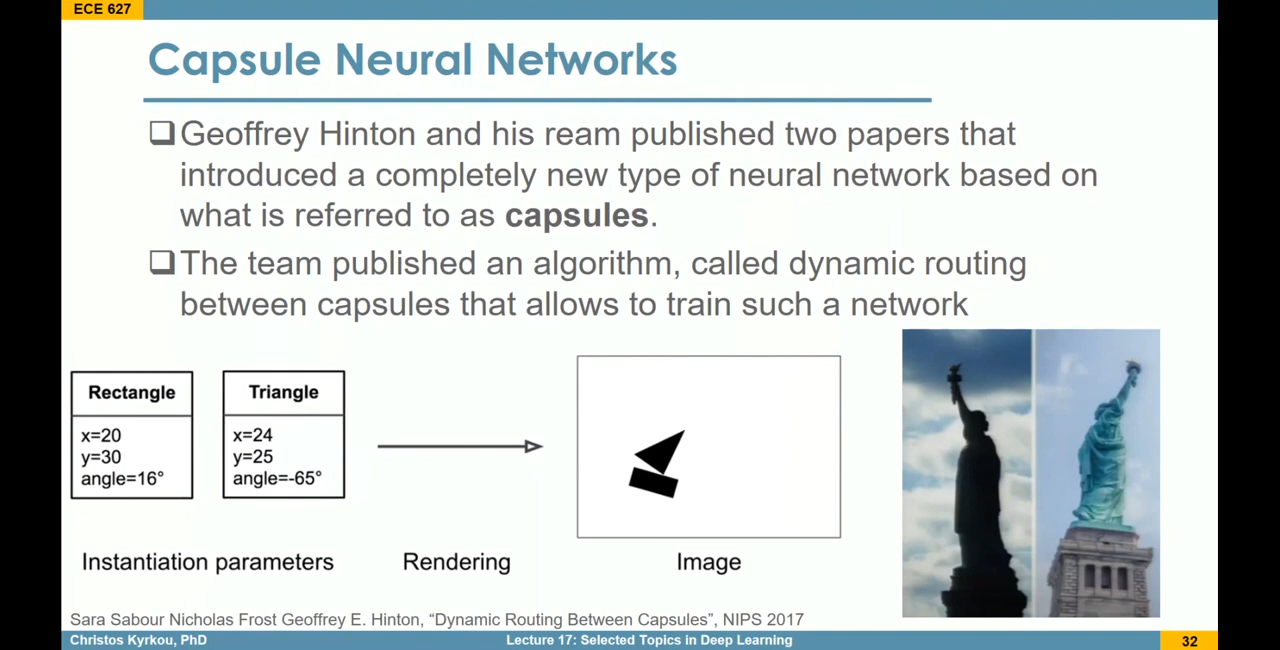 ECE 627
Capsule Neural Networks
Geoffrey Hinton and his ream published two papers that
introduced a completely new type of neural network based on
what is referred to as capsules.
The team published an algorithm, called dynamic routing
between capsules that allows to train such a network
Rectangle
x=20
y=30
angle=16°
Triangle
x=24
y=25
angle=-65°
Instantiation parameters
Rendering
Image
Sara Sabour Nicholas Frost Geoffrey E. Hinton, “Dynamic Routing Between Capsules”, NIPS 2017
Christos Kyrkou, PhD
Lecture 17: Selected Topics in Deep Learning
32